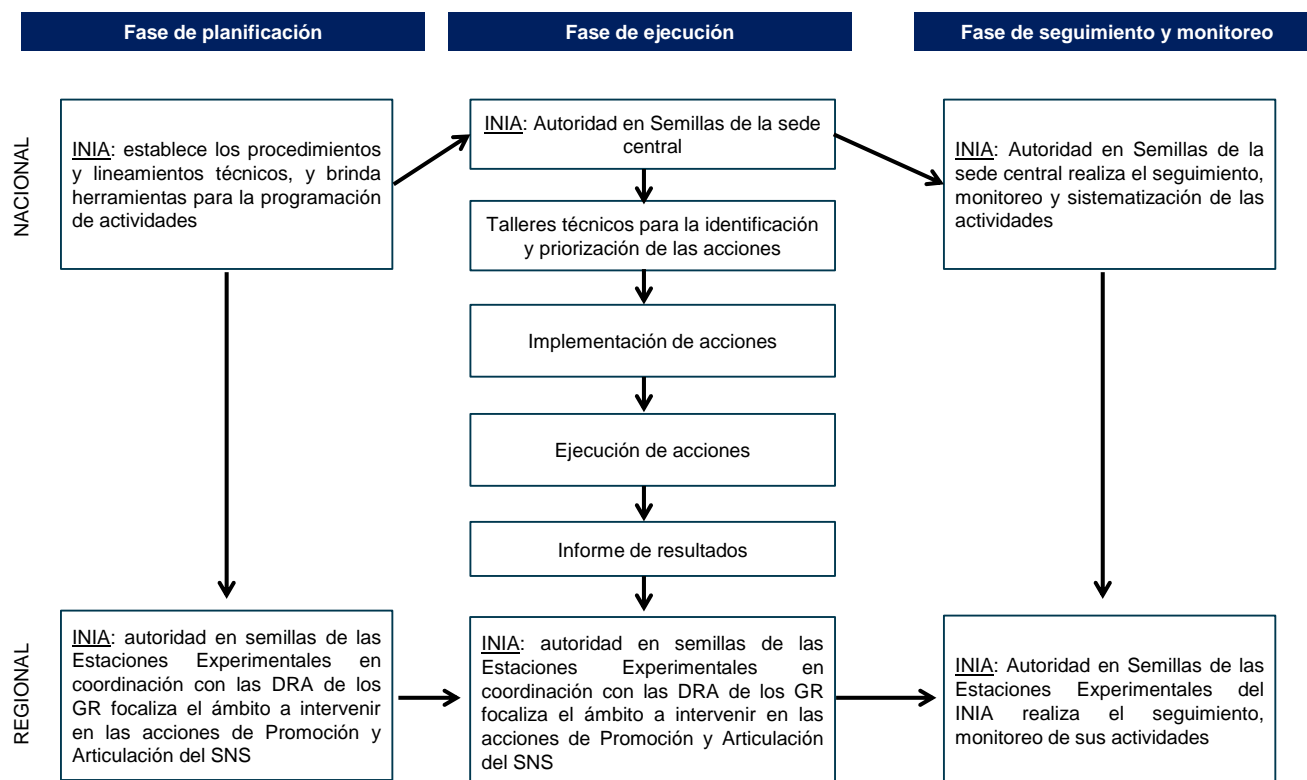 Fase de planificación
Fase de ejecución
Fase de seguimiento y monitoreo
NACIONAL
INIA: establece los procedimientos
y lineamientos técnicos, y brinda
herramientas para la programación
de actividades
INIA: Autoridad en Semillas de la sede
central
Talleres técnicos para la identificación
y priorización de las acciones
Implementación de acciones
Ejecución de acciones
Informe de resultados
INIA: Autoridad en Semillas de la
sede central realiza el seguimiento,
monitoreo y sistematización de las
actividades
REGIONAL
INIA: autoridad en semillas de las
Estaciones Experimentales en
coordinación con las DRA de los
GR focaliza el ámbito a intervenir
en las acciones de Promoción y
Articulación del SNS
INIA: autoridad en semillas de las
Estaciones Experimentales en
coordinación con las DRA de los GR
focaliza el ámbito a intervenir en las
acciones de Promoción y Articulación
del SNS
INIA: Autoridad en Semillas de las
Estaciones Experimentales del
INIA realiza el seguimiento,
monitoreo de sus actividades